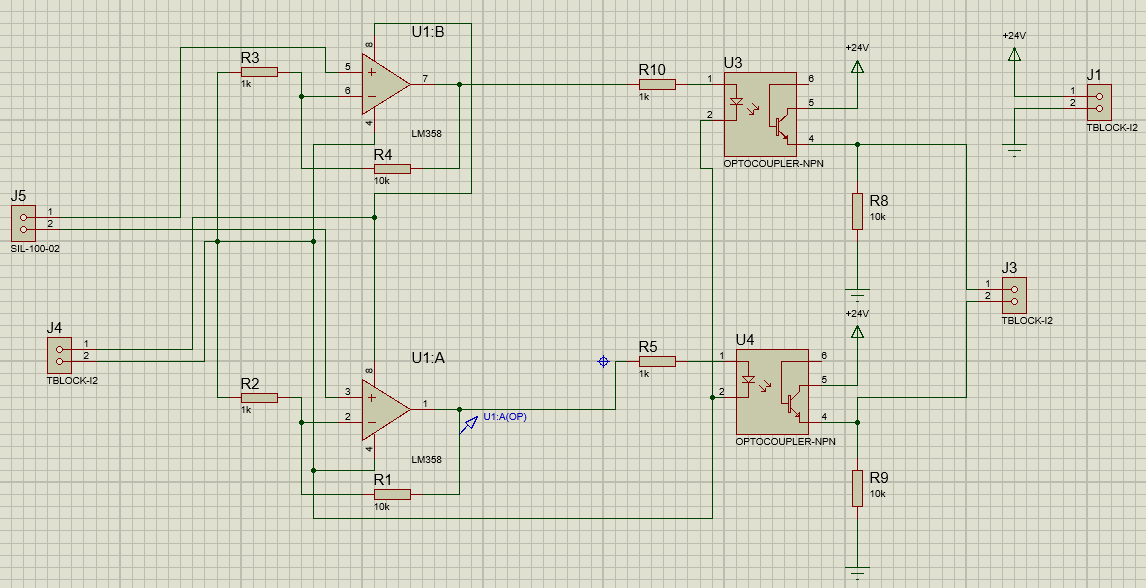 U1:B
8
5
6
7
4
LM358
R3
1k
R4
10k
R10
1k
U3
1
2
6
5
4
OPTOCOUPLER-NPN
+24V
+24V
J1
1
2
TBLOCK-I2
J5
1
2
SIL-100-02
R8
10k
J3
1
2
TBLOCK-I2
J4
1
2
TBLOCK-I2
U1:A
8
3
2
1
4
LM358
U1:A(OP)
R2
1k
R1
10k
R5
1k
U4
1
2
6
5
4
OPTOCOUPLER-NPN
+24V
R9
10k